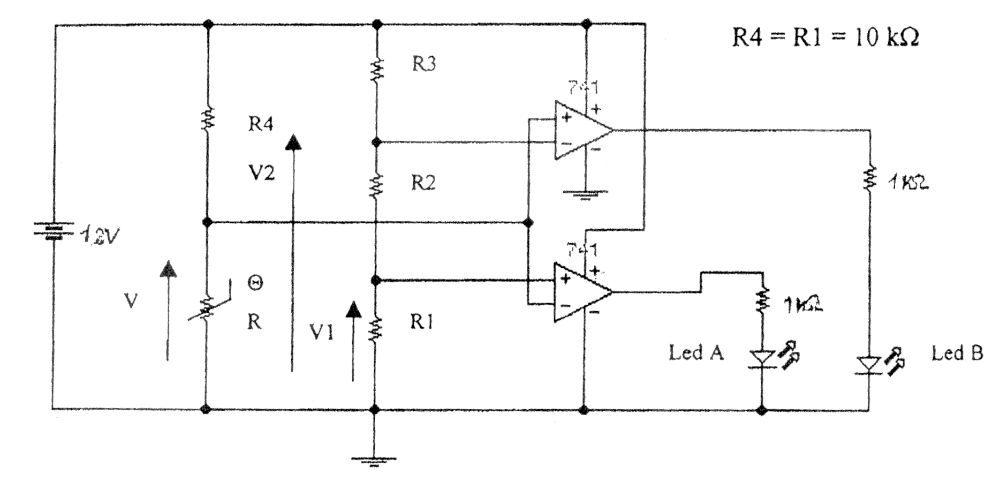 R4 = R1 = 10 kΩ
R3
741
+
R4
+
-
-
V2
R2
1kΩ
12V
741
+
Θ
V
R
V1
R1
+
-
-
1kΩ
Led A
Led B